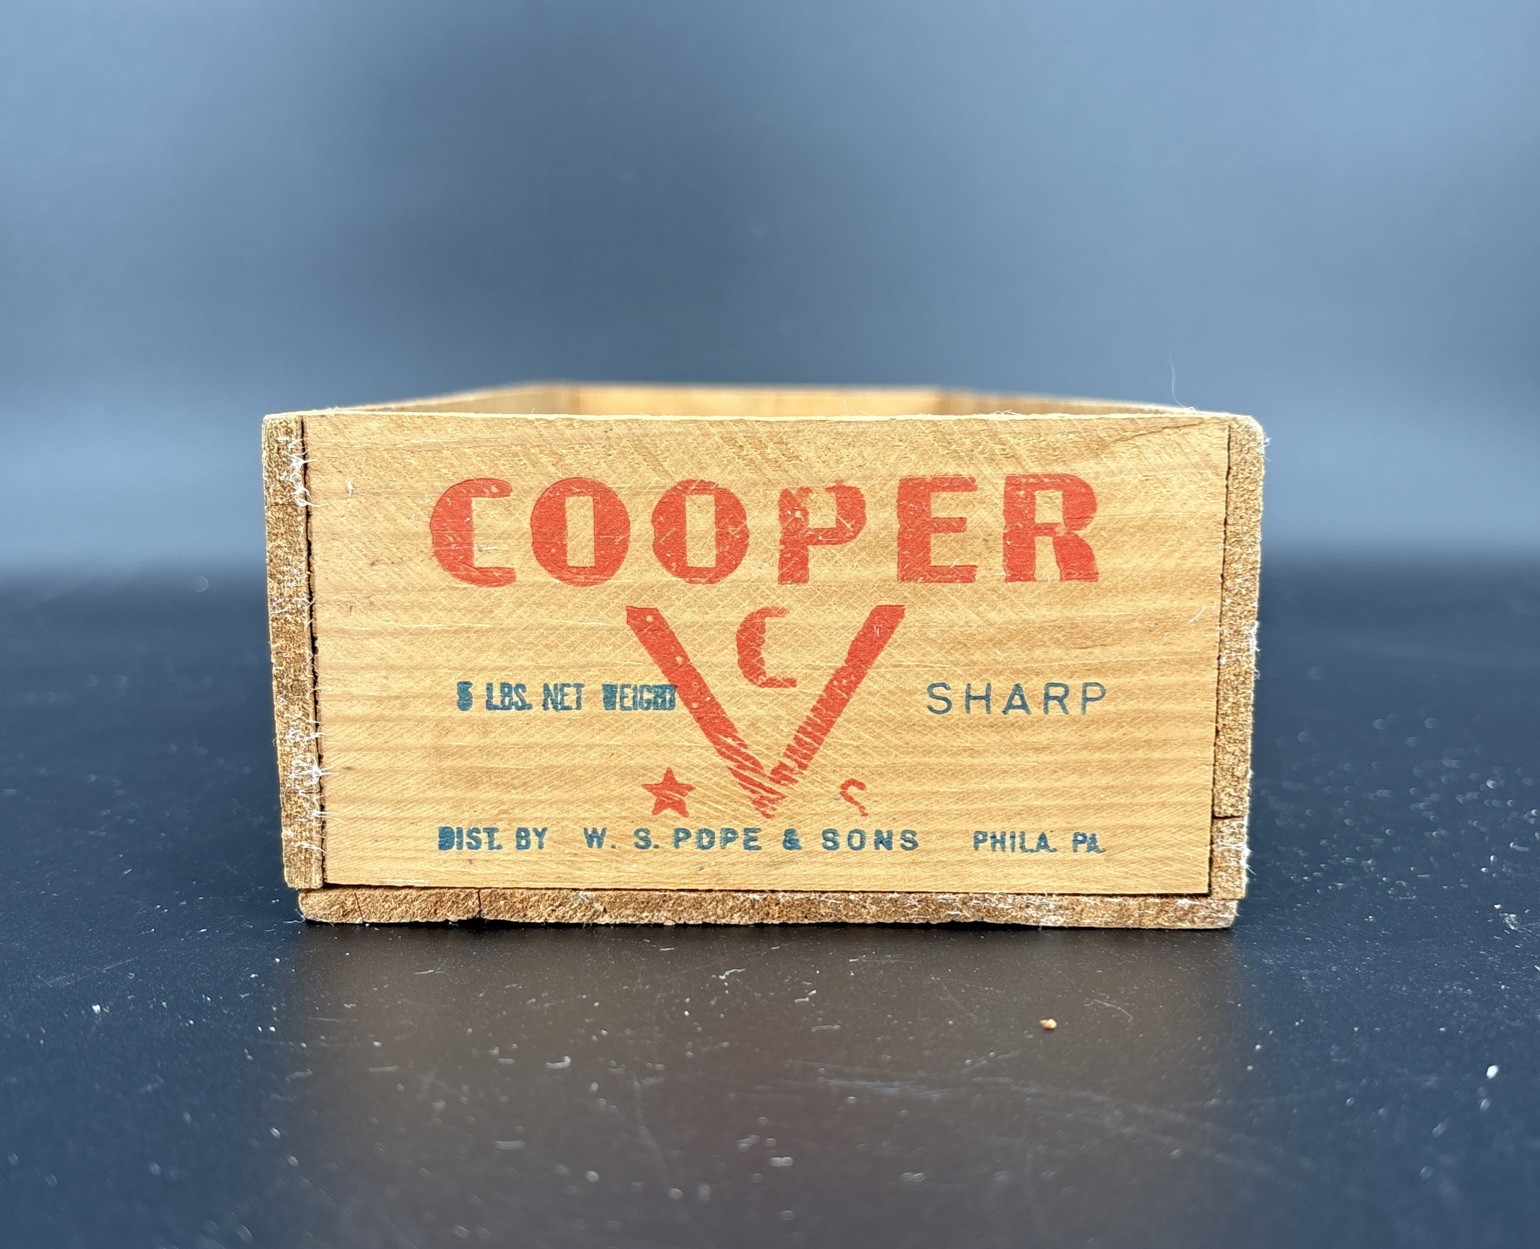 COOPER
C
V
5 LBS. NET WEIGHT
SHARP
DIST. BY W. S. POPE & SONS PHILA. PA.